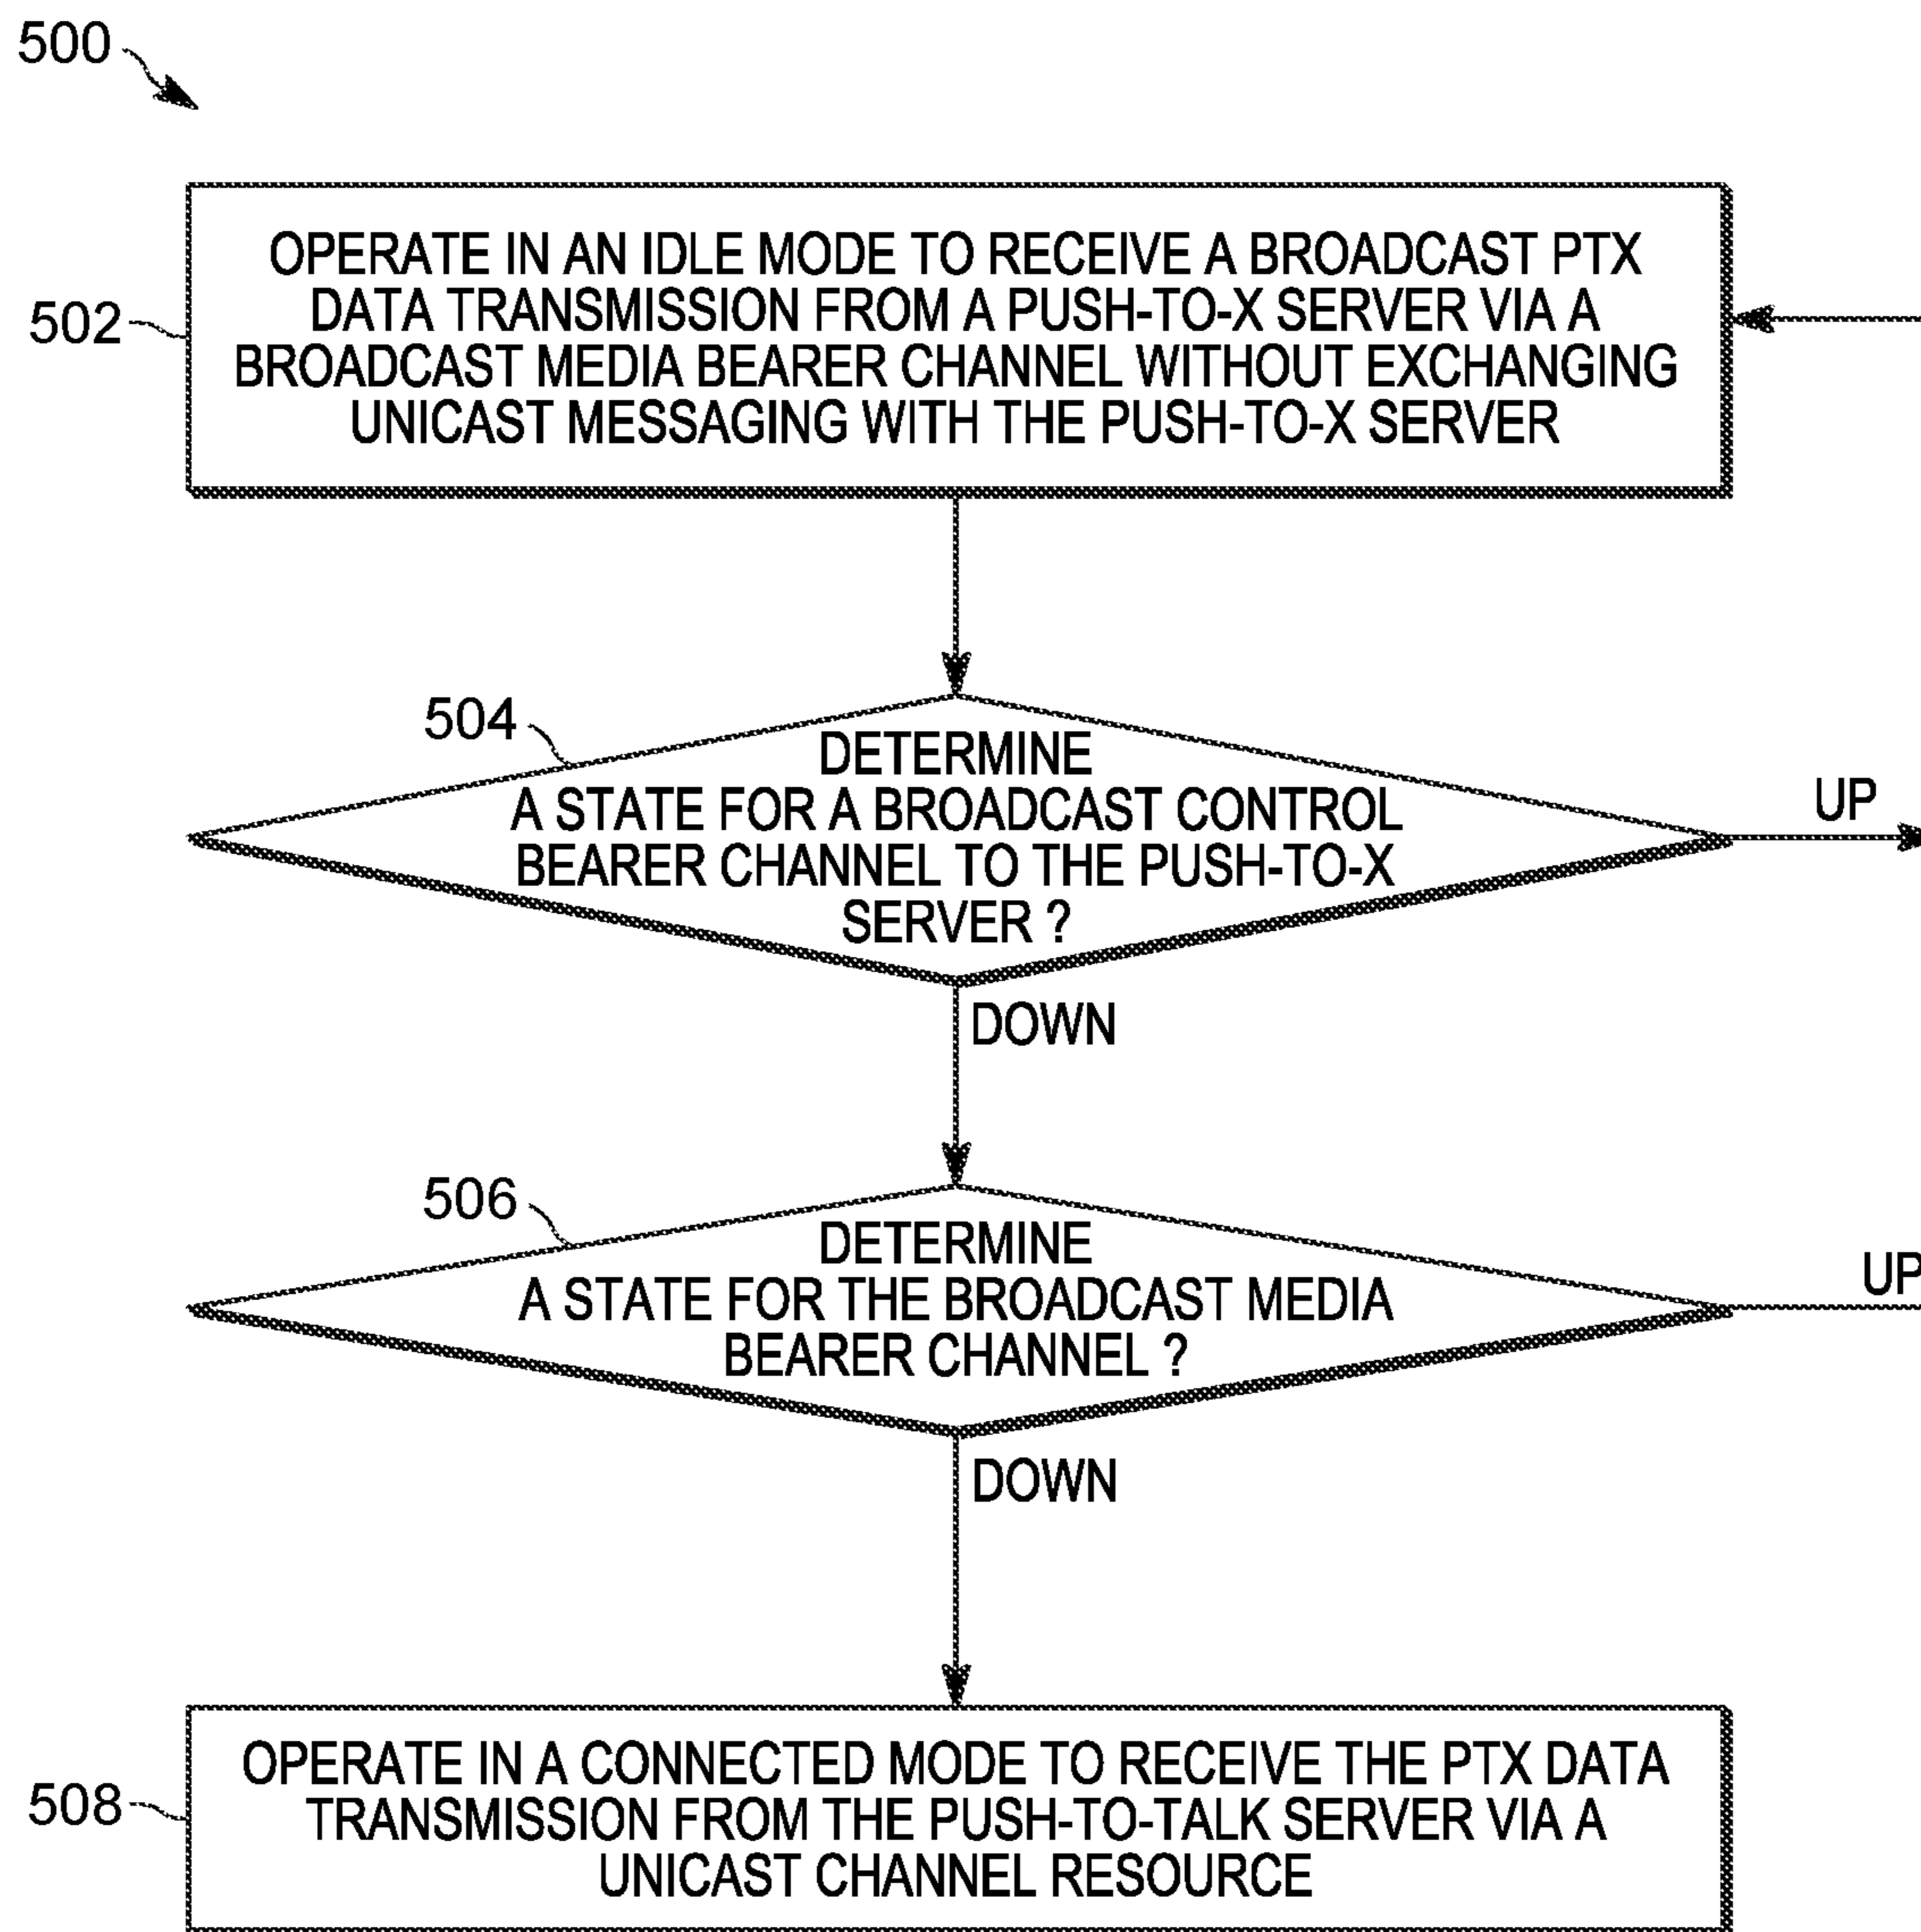 500
502
OPERATE IN AN IDLE MODE TO RECEIVE A BROADCAST PTX
DATA TRANSMISSION FROM A PUSH-TO-X SERVER VIA A
BROADCAST MEDIA BEARER CHANNEL WITHOUT EXCHANGING
UNICAST MESSAGING WITH THE PUSH-TO-X SERVER
504
DETERMINE
A STATE FOR A BROADCAST CONTROL
BEARER CHANNEL TO THE PUSH-TO-X
SERVER ?
UP
DOWN
506
DETERMINE
A STATE FOR THE BROADCAST MEDIA
BEARER CHANNEL ?
UP
DOWN
508
OPERATE IN A CONNECTED MODE TO RECEIVE THE PTX DATA
TRANSMISSION FROM THE PUSH-TO-TALK SERVER VIA A
UNICAST CHANNEL RESOURCE